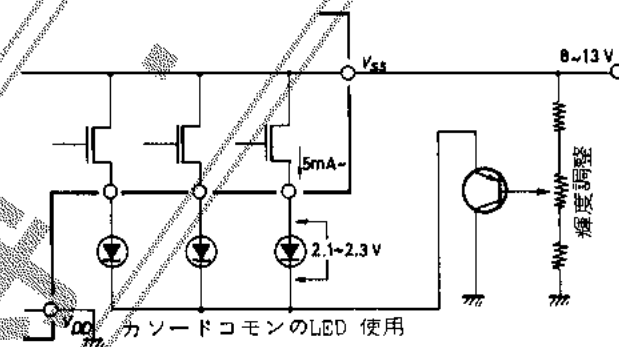 VSS
8~13 V
5mA~
2.1~2.3 V
輝度調整
VDD
カソードコモンのLED 使用